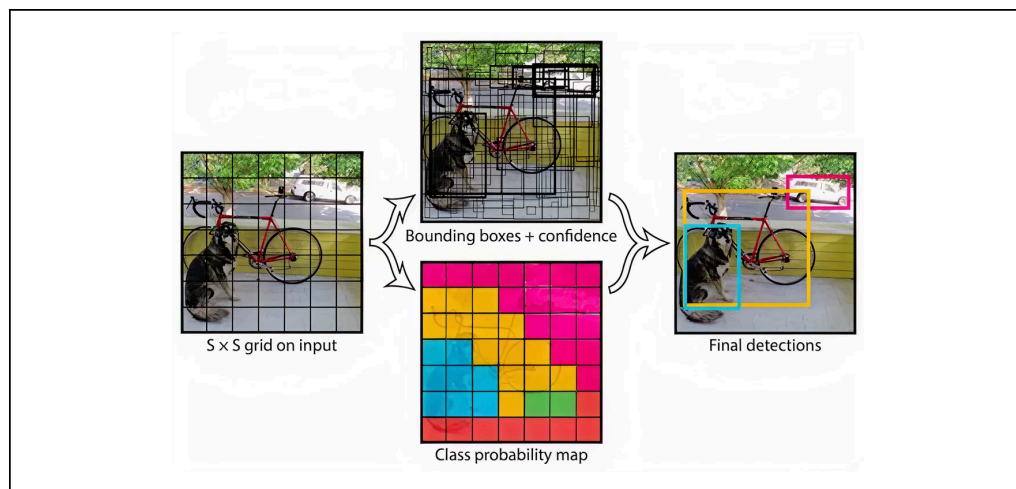 S × S grid on input
Bounding boxes + confidence
Class probability map
Final detections